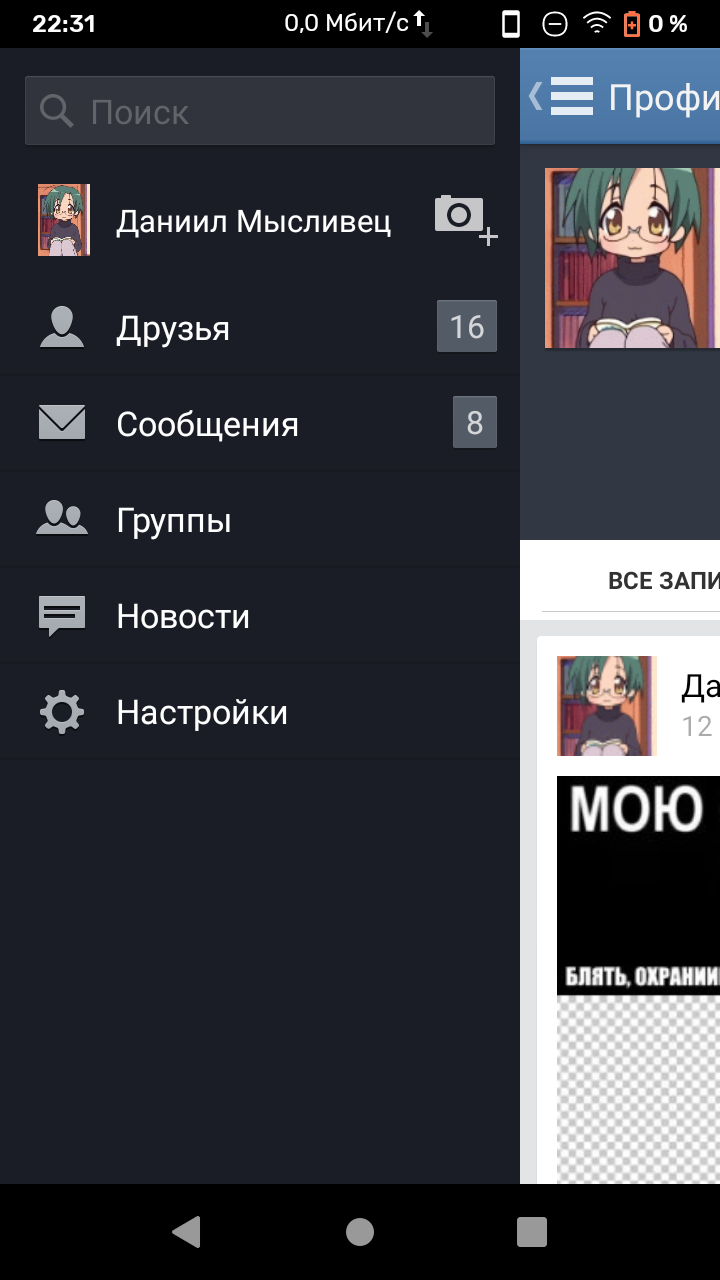 22:31 0,0 Мбит/с 0 %
Поиск
Профи
Даниил Мысливец
Друзья 16
Сообщения 8
Группы
Новости
Настройки
ВСЕ ЗАПИ
Да
12
МОЮ
БЛЯТЬ, ОХРАНИИ